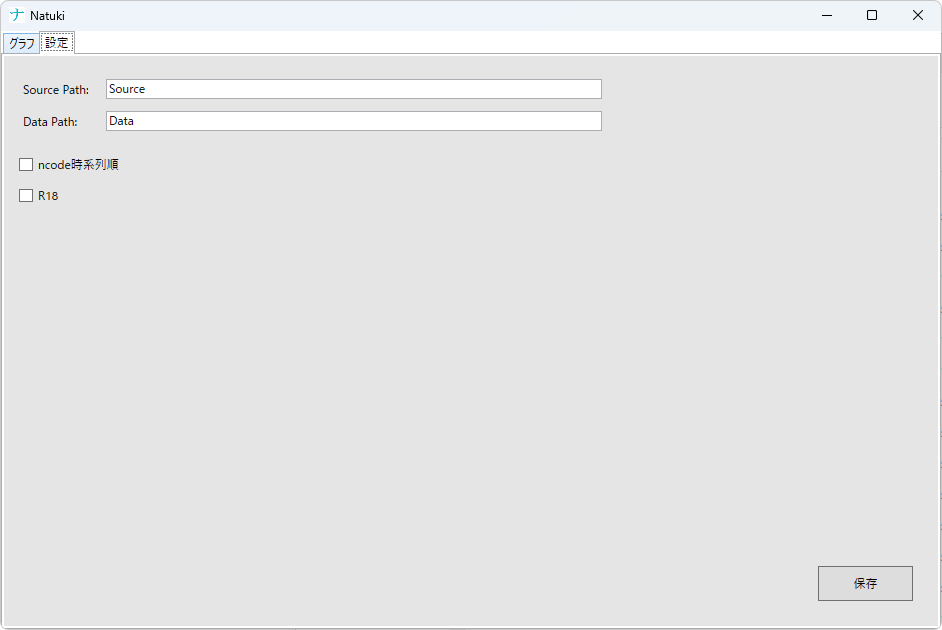 ナ Natuki
グラフ 設定
Source Path: Source
Data Path: Data
ncode時系列順
R18
保存